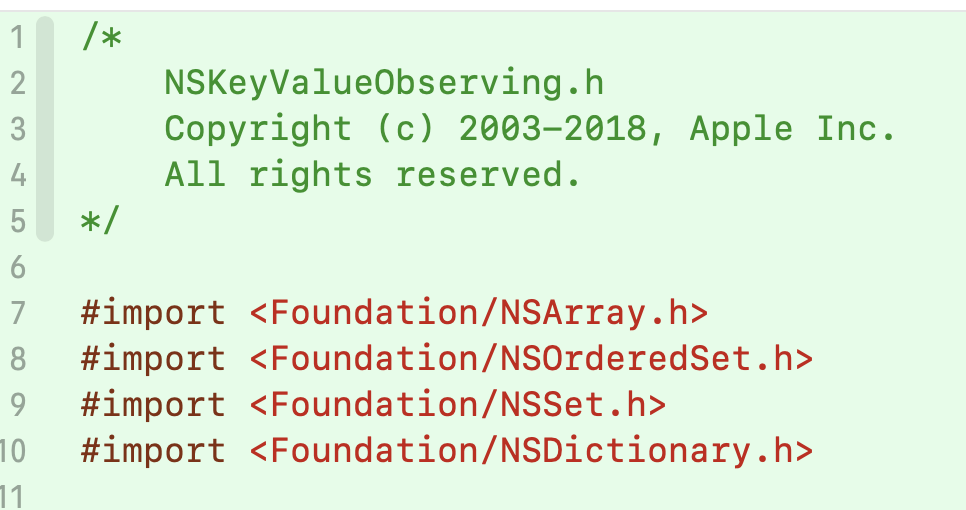 1 /*
2 NSKeyValueObserving.h
3 Copyright (c) 2003–2018, Apple Inc.
4 All rights reserved.
5 */
6
7 #import <Foundation/NSArray.h>
8 #import <Foundation/NSOrderedSet.h>
9 #import <Foundation/NSSet.h>
10 #import <Foundation/NSDictionary.h>
11